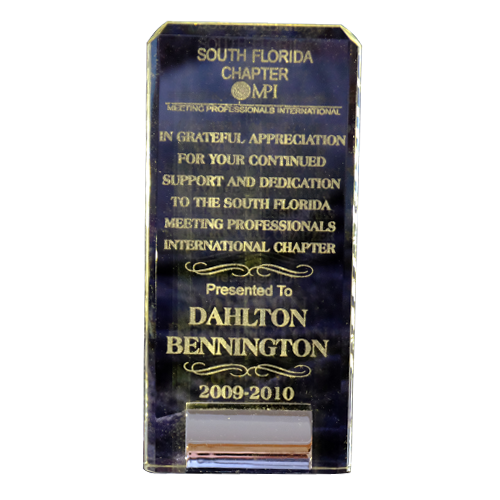 SOUTH FLORIDA
CHAPTER
MPI
MEETING PROFESSIONALS INTERNATIONAL
IN GRATEFUL APPRECIATION
FOR YOUR CONTINUED
SUPPORT AND DEDICATION
TO THE SOUTH FLORIDA
MEETING PROFESSIONALS
INTERNATIONAL CHAPTER
Presented To
DAHLTON
BENNINGTON
2009-2010